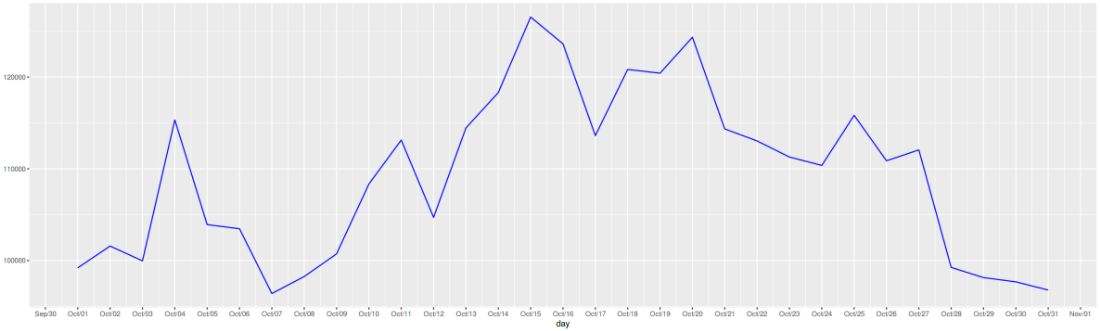 120000
110000
100000
Sep/30 Oct/01 Oct/02 Oct/03 Oct/04 Oct/05 Oct/06 Oct/07 Oct/08 Oct/09 Oct/10 Oct/11 Oct/12 Oct/13 Oct/14 Oct/15 Oct/16 Oct/17 Oct/18 Oct/19 Oct/20 Oct/21 Oct/22 Oct/23 Oct/24 Oct/25 Oct/26 Oct/27 Oct/28 Oct/29 Oct/30 Oct/31 Nov/01
day